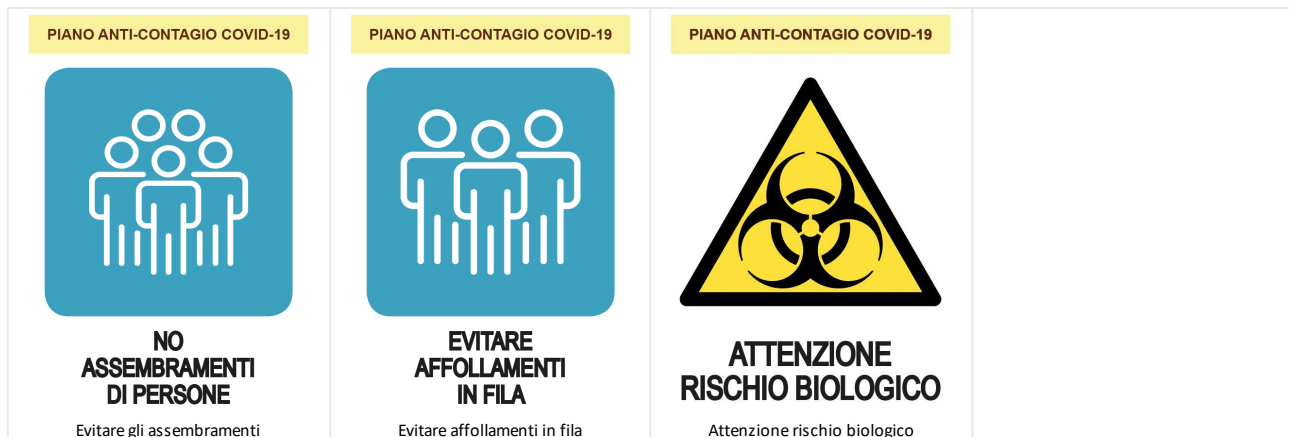 PIANO ANTI-CONTAGIO COVID-19
NO
ASSEMBRAMENTI
DI PERSONE
Evitare gli assembramenti
PIANO ANTI-CONTAGIO COVID-19
EVITARE
AFFOLLAMENTI
IN FILA
Evitare affollamenti in fila
PIANO ANTI-CONTAGIO COVID-19
ATTENZIONE
RISCHIO BIOLOGICO
Attenzione rischio biologico